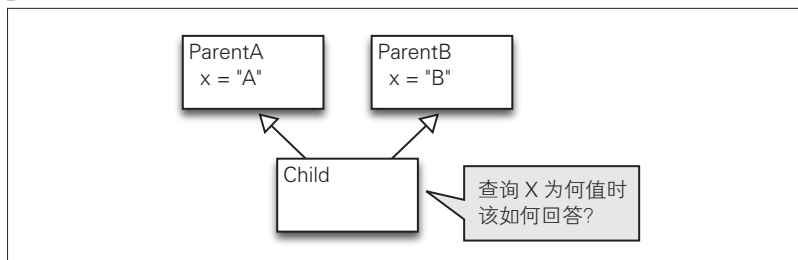 ParentA
x = "A"
ParentB
x = "B"
Child
查询 X 为何值时
该如何回答?